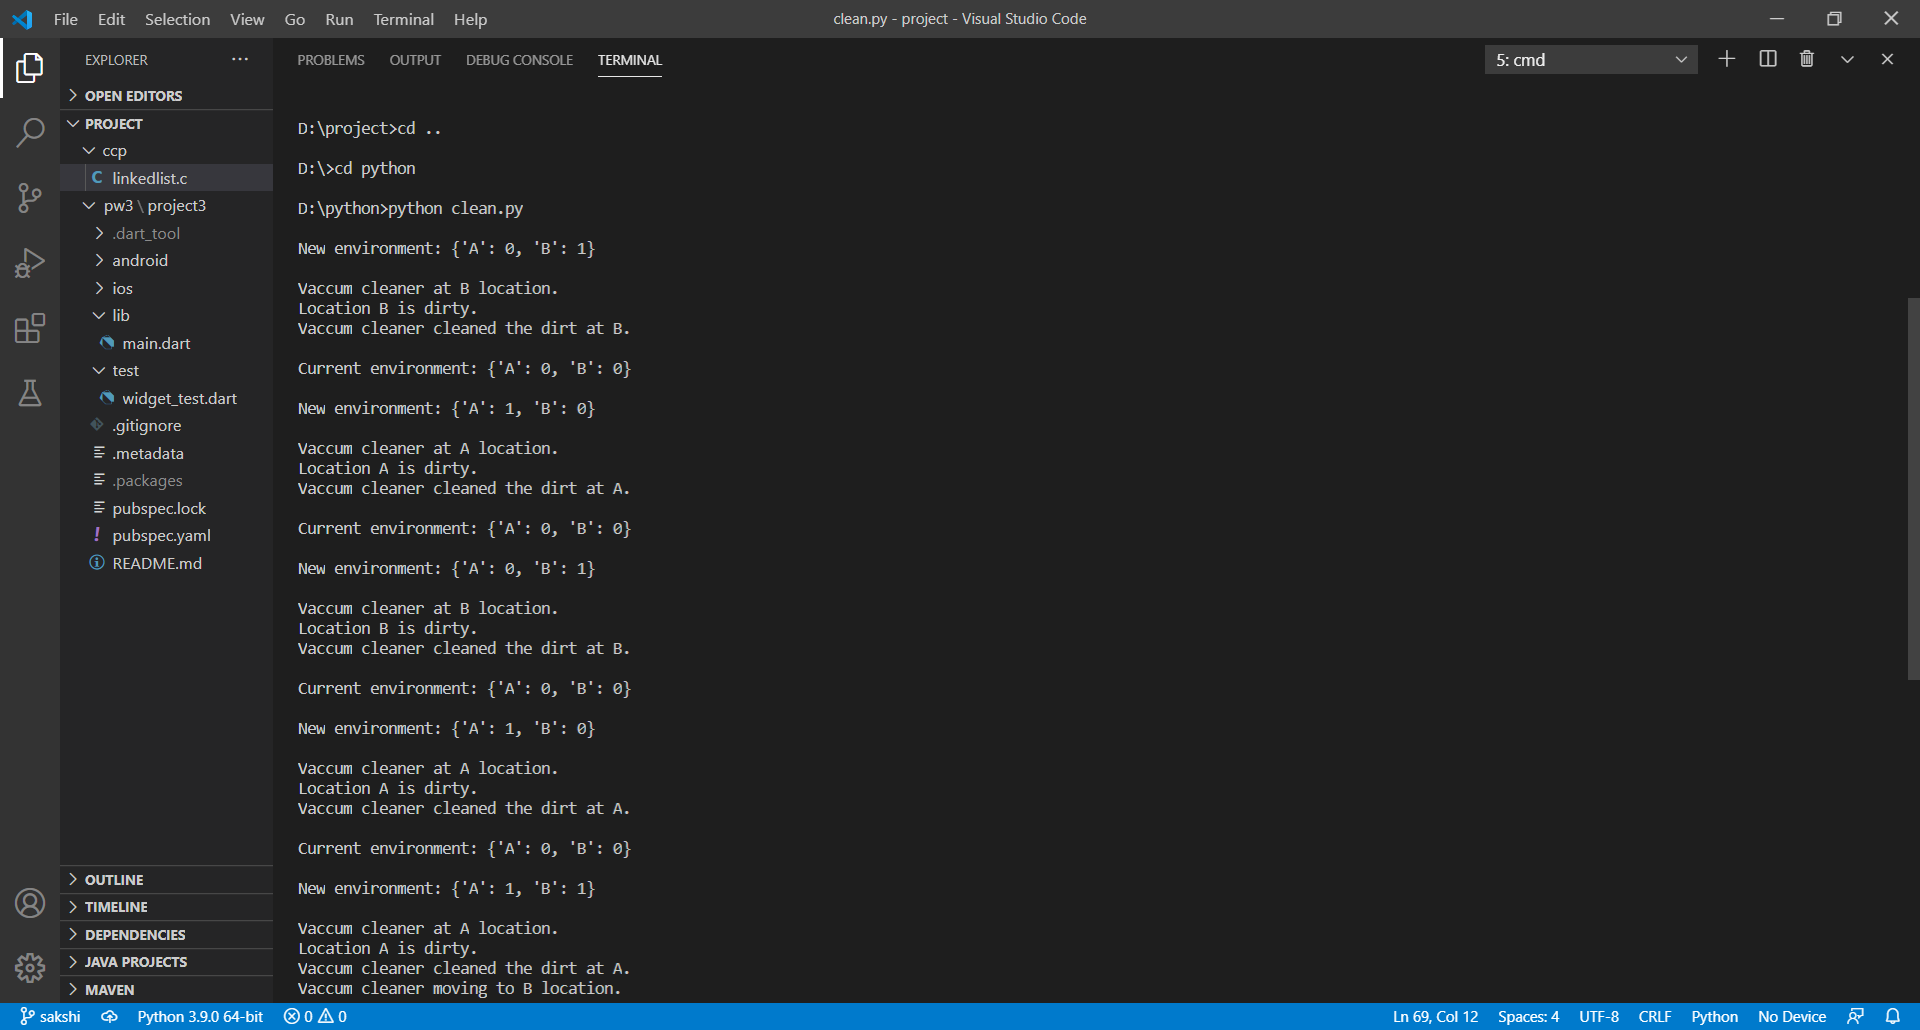 File Edit Selection View Go Run Terminal Help
clean.py - project - Visual Studio Code
EXPLORER
OPEN EDITORS
PROJECT
ccp
C linkedlist.c
pw3 \ project3
.dart_tool
android
ios
lib
main.dart
test
widget_test.dart
.gitignore
.metadata
.packages
pubspec.lock
! pubspec.yaml
README.md
OUTLINE
TIMELINE
DEPENDENCIES
JAVA PROJECTS
MAVEN
PROBLEMS OUTPUT DEBUG CONSOLE TERMINAL
5: cmd
D:\project>cd ..
D:\>cd python
D:\python>python clean.py
New environment: {'A': 0, 'B': 1}
Vaccum cleaner at B location.
Location B is dirty.
Vaccum cleaner cleaned the dirt at B.
Current environment: {'A': 0, 'B': 0}
New environment: {'A': 1, 'B': 0}
Vaccum cleaner at A location.
Location A is dirty.
Vaccum cleaner cleaned the dirt at A.
Current environment: {'A': 0, 'B': 0}
New environment: {'A': 0, 'B': 1}
Vaccum cleaner at B location.
Location B is dirty.
Vaccum cleaner cleaned the dirt at B.
Current environment: {'A': 0, 'B': 0}
New environment: {'A': 1, 'B': 0}
Vaccum cleaner at A location.
Location A is dirty.
Vaccum cleaner cleaned the dirt at A.
Current environment: {'A': 0, 'B': 0}
New environment: {'A': 1, 'B': 1}
Vaccum cleaner at A location.
Location A is dirty.
Vaccum cleaner cleaned the dirt at A.
Vaccum cleaner moving to B location.
sakshi Python 3.9.0 64-bit 0 0 Ln 69, Col 12 Spaces: 4 UTF-8 CRLF Python No Device